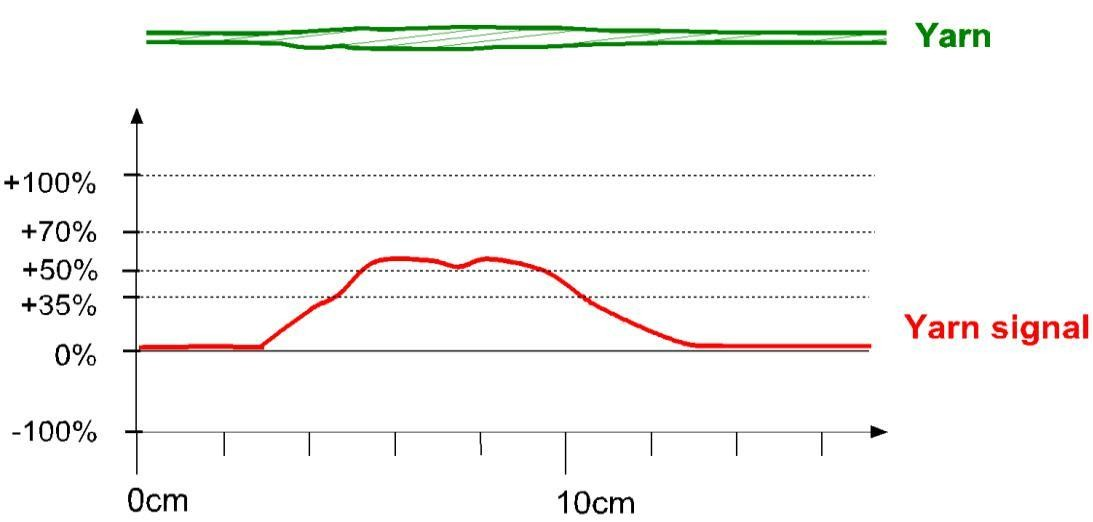 Yarn
+100%
+70%
+50%
+35%
Yarn signal
0%
-100%
0cm
10cm